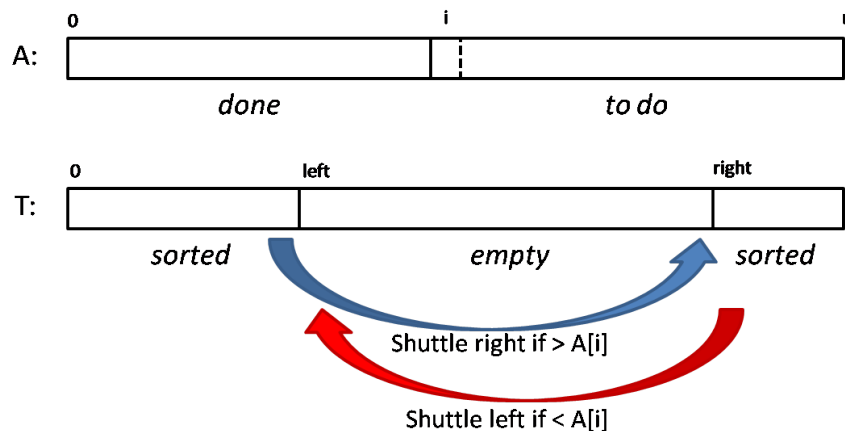 0 i
A:
done to do
0 left right
T:
sorted empty sorted
Shuttle right if > A[i]
Shuttle left if < A[i]